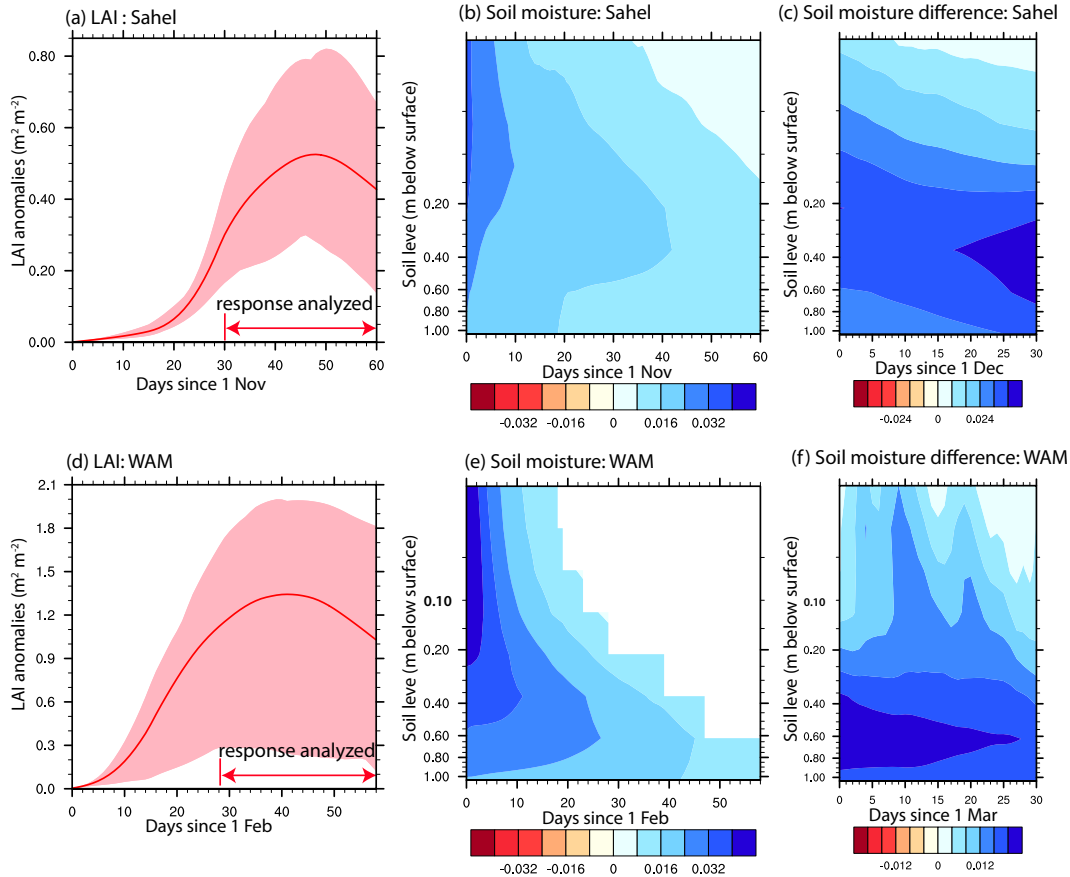 (a) LAI : Sahel
(b) Soil moisture: Sahel
(c) Soil moisture difference: Sahel
LAI anomalies (m² m⁻²)
0.80
0.60
0.40
0.20
0.00
response analyzed
0 10 20 30 40 50 60
Days since 1 Nov
Soil leve (m below surface)
0.20
0.40
0.60
0.80
1.00
0 10 20 30 40 50 60
Days since 1 Nov
-0.032 -0.016 0 0.016 0.032
Soil leve (m below surface)
0.20
0.40
0.60
0.80
1.00
0 5 10 15 20 25 30
Days since 1 Dec
-0.024 0 0.024
(d) LAI: WAM
(e) Soil moisture: WAM
(f) Soil moisture difference: WAM
LAI anomalies (m² m⁻²)
2.1
1.8
1.5
1.2
0.9
0.6
0.3
0.0
response analyzed
0 10 20 30 40 50
Days since 1 Feb
Soil leve (m below surface)
0.10
0.20
0.40
0.60
0.80
1.00
0 10 20 30 40 50
Days since 1 Feb
-0.032 -0.016 0 0.016 0.032
Soil leve (m below surface)
0.10
0.20
0.40
0.60
0.80
1.00
0 5 10 15 20 25 30
Days since 1 Mar
-0.012 0 0.012